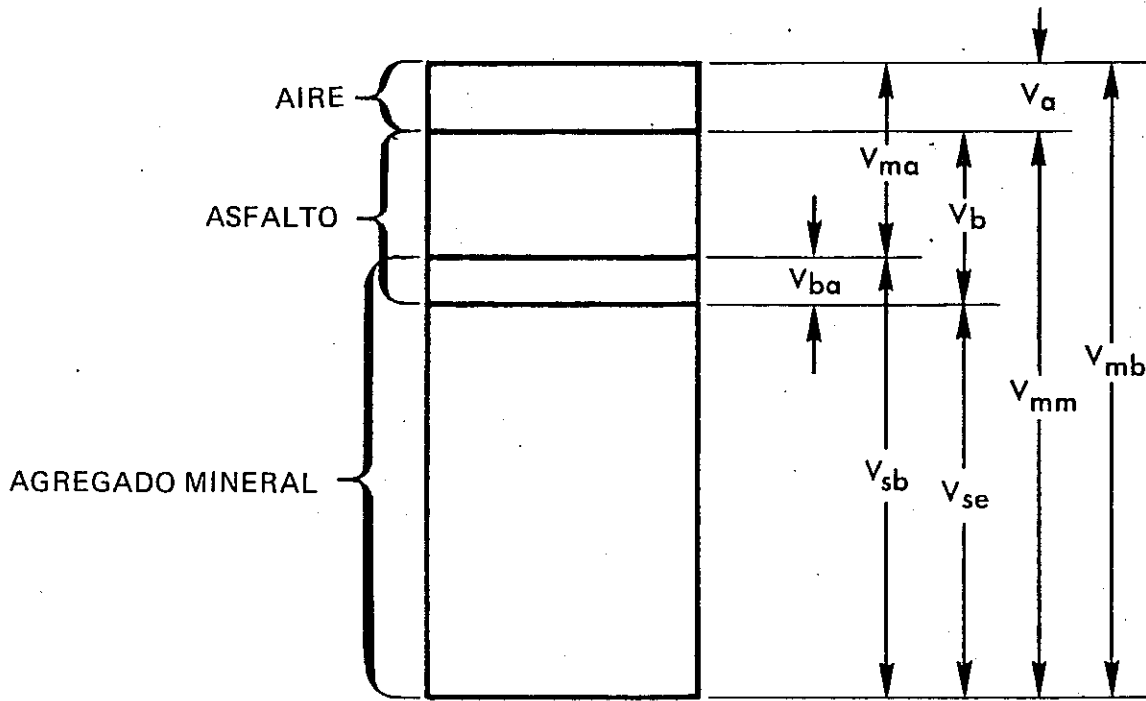 AIRE
ASFALTO
AGREGADO MINERAL
Va
Vma
Vb
Vba
Vmb
Vmm
Vsb
Vse